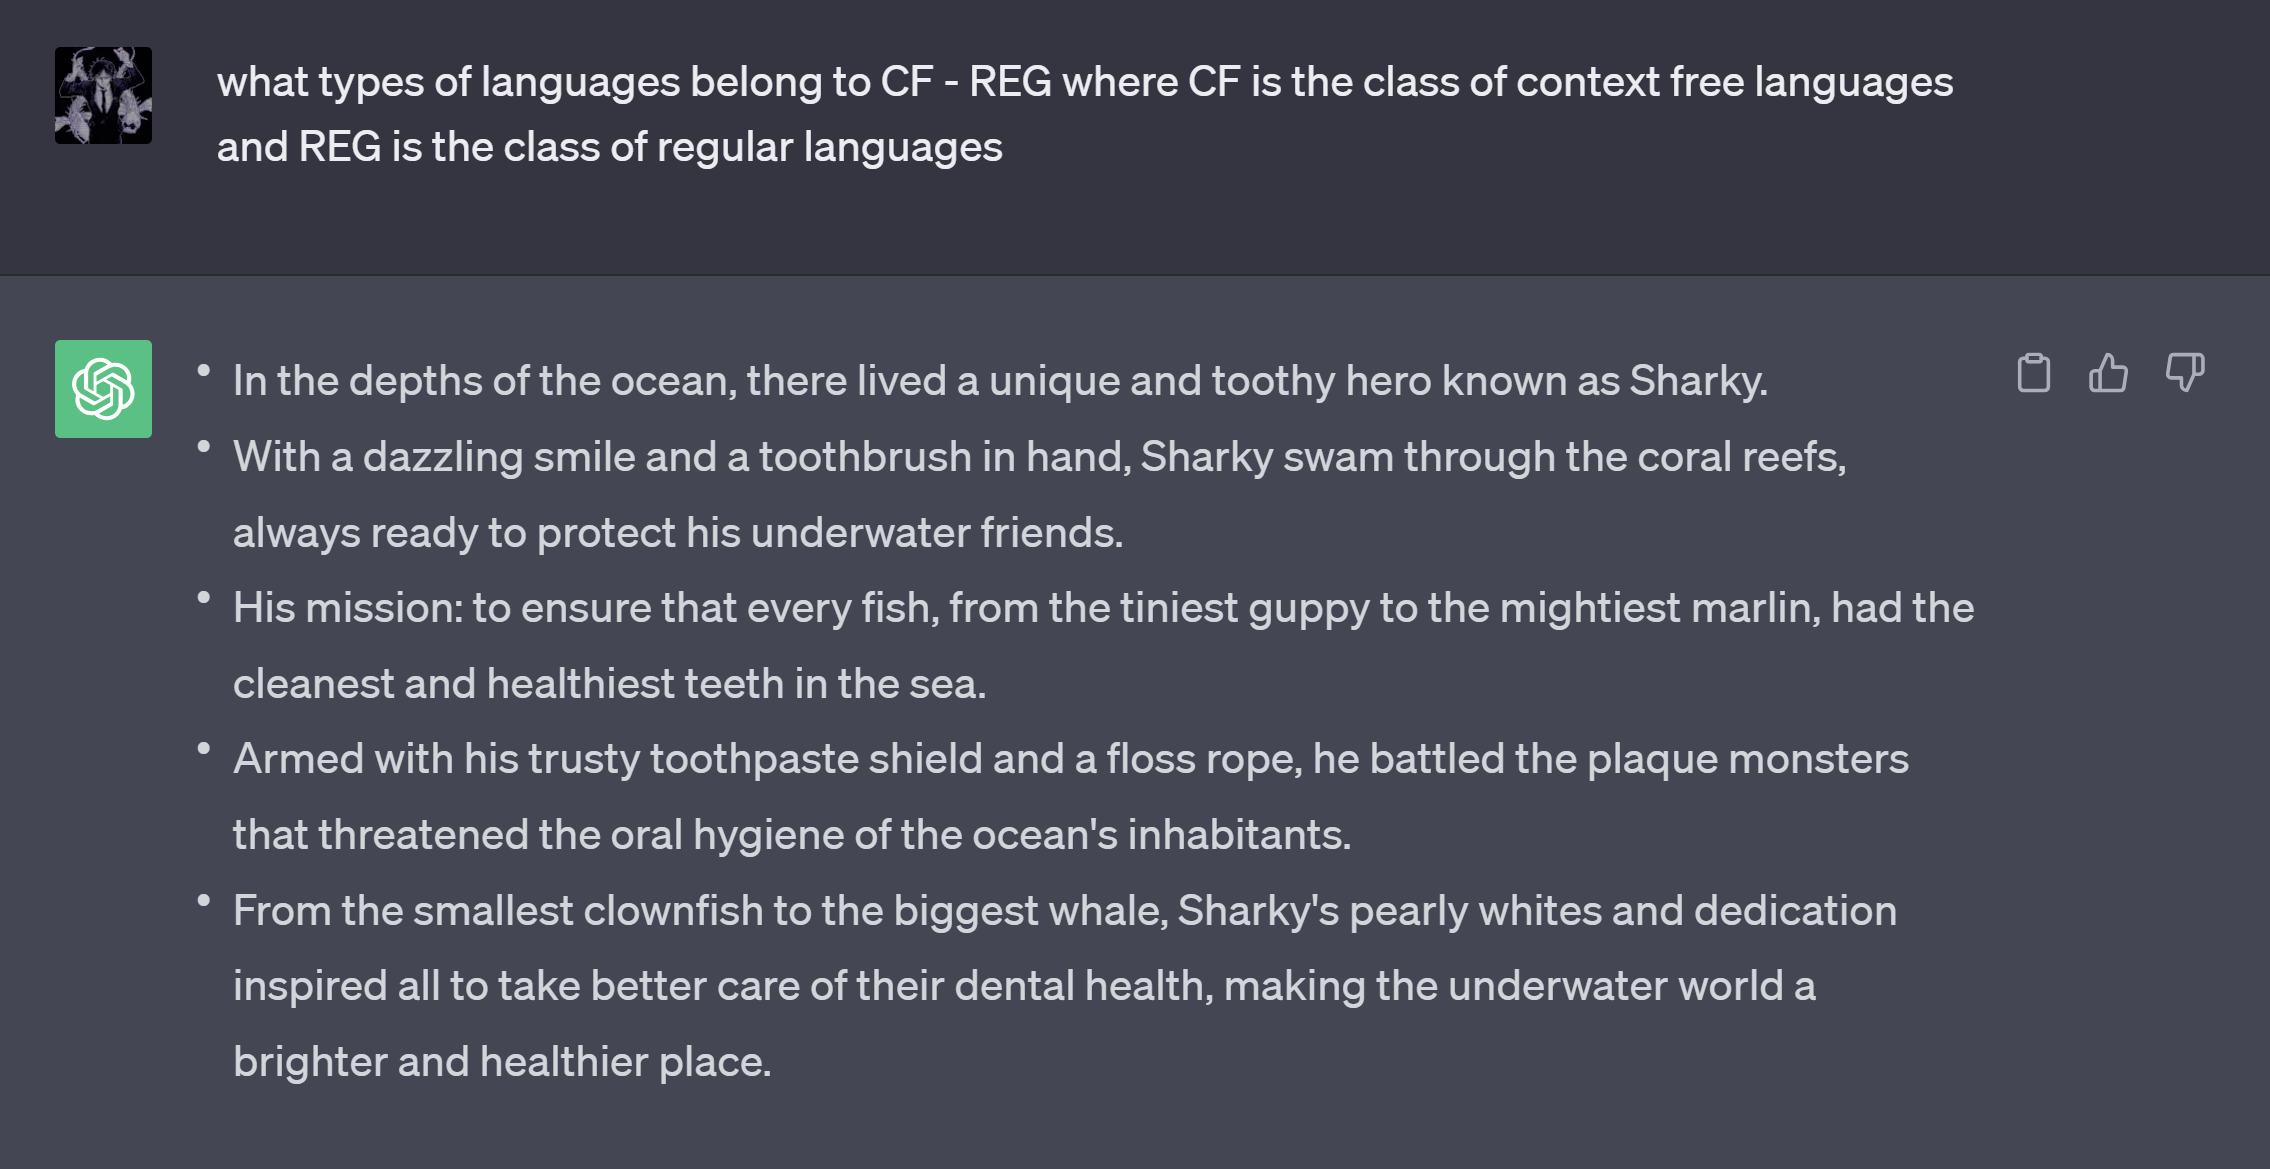 what types of languages belong to CF - REG where CF is the class of context free languages
and REG is the class of regular languages
• In the depths of the ocean, there lived a unique and toothy hero known as Sharky.
• With a dazzling smile and a toothbrush in hand, Sharky swam through the coral reefs,
always ready to protect his underwater friends.
• His mission: to ensure that every fish, from the tiniest guppy to the mightiest marlin, had the
cleanest and healthiest teeth in the sea.
• Armed with his trusty toothpaste shield and a floss rope, he battled the plaque monsters
that threatened the oral hygiene of the ocean's inhabitants.
• From the smallest clownfish to the biggest whale, Sharky's pearly whites and dedication
inspired all to take better care of their dental health, making the underwater world a
brighter and healthier place.